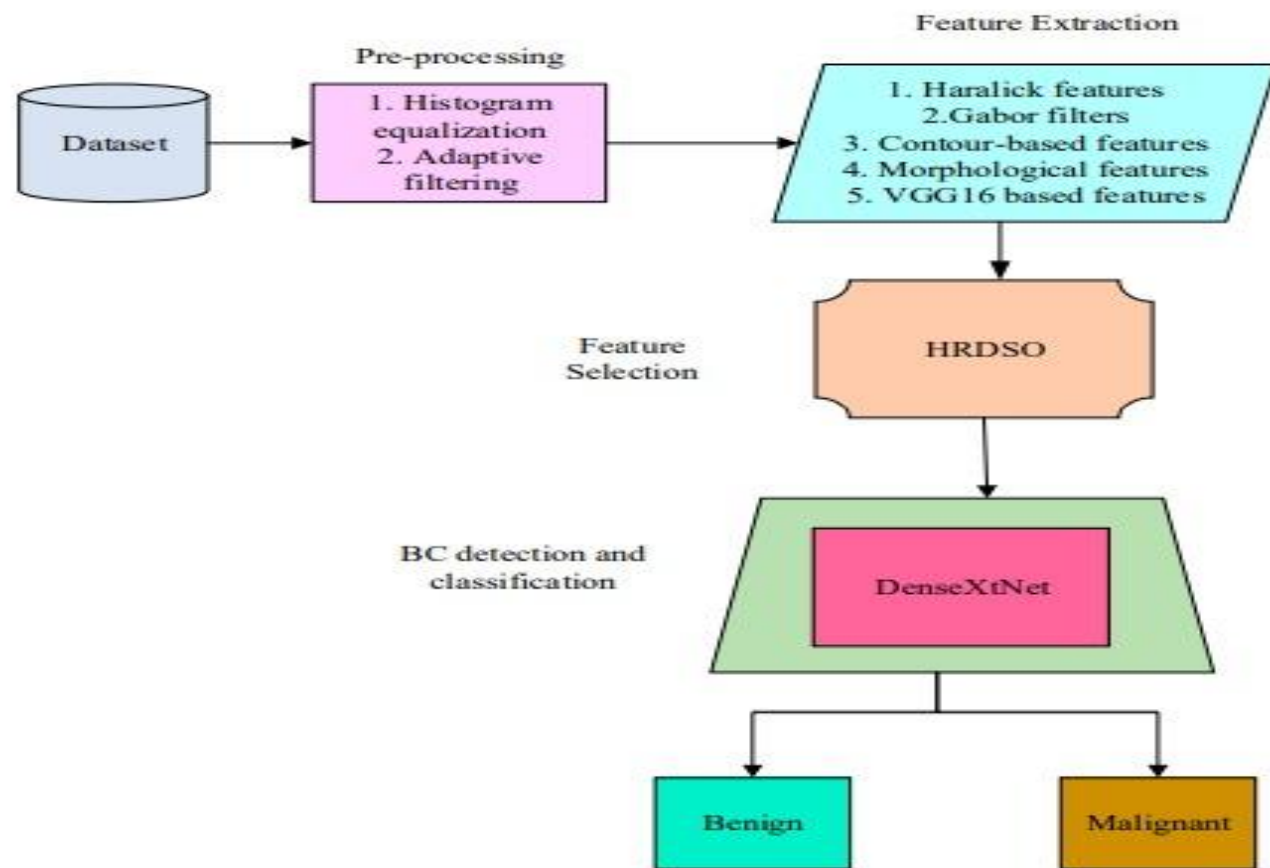 Feature Extraction
Pre-processing
Dataset
1. Histogram
equalization
2. Adaptive
filtering
1. Haralick features
2.Gabor filters
3. Contour-based features
4. Morphological features
5. VGG16 based features
Feature
Selection
HRDSO
BC detection and
classification
DenseXtNet
Benign
Malignant